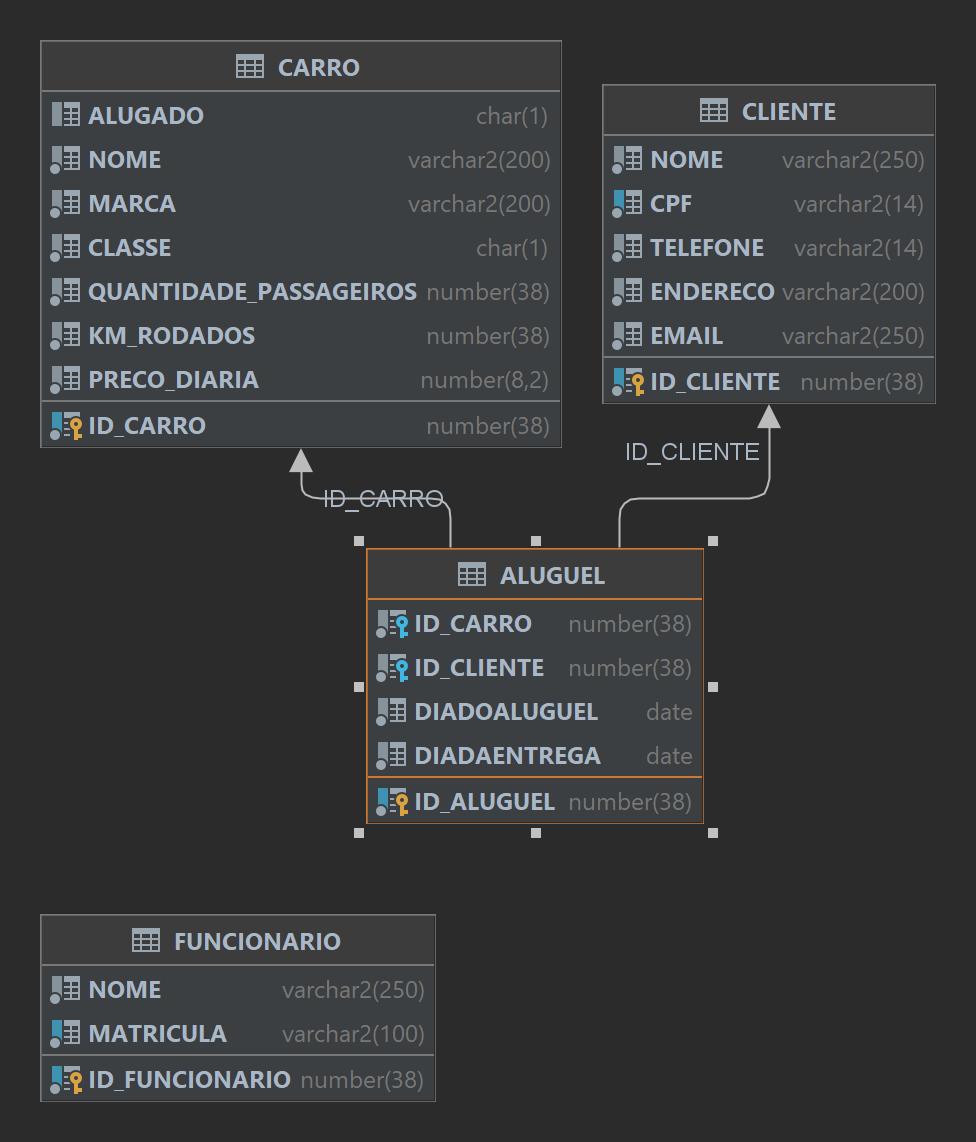 CARRO
ALUGADO char(1)
NOME varchar2(200)
MARCA varchar2(200)
CLASSE char(1)
QUANTIDADE_PASSAGEIROS number(38)
KM_RODADOS number(38)
PRECO_DIARIA number(8,2)
ID_CARRO number(38)
CLIENTE
NOME varchar2(250)
CPF varchar2(14)
TELEFONE varchar2(14)
ENDERECO varchar2(200)
EMAIL varchar2(250)
ID_CLIENTE number(38)
ID_CARRO
ID_CLIENTE
ALUGUEL
ID_CARRO number(38)
ID_CLIENTE number(38)
DIADOALUGUEL date
DIADAENTREGA date
ID_ALUGUEL number(38)
FUNCIONARIO
NOME varchar2(250)
MATRICULA varchar2(100)
ID_FUNCIONARIO number(38)